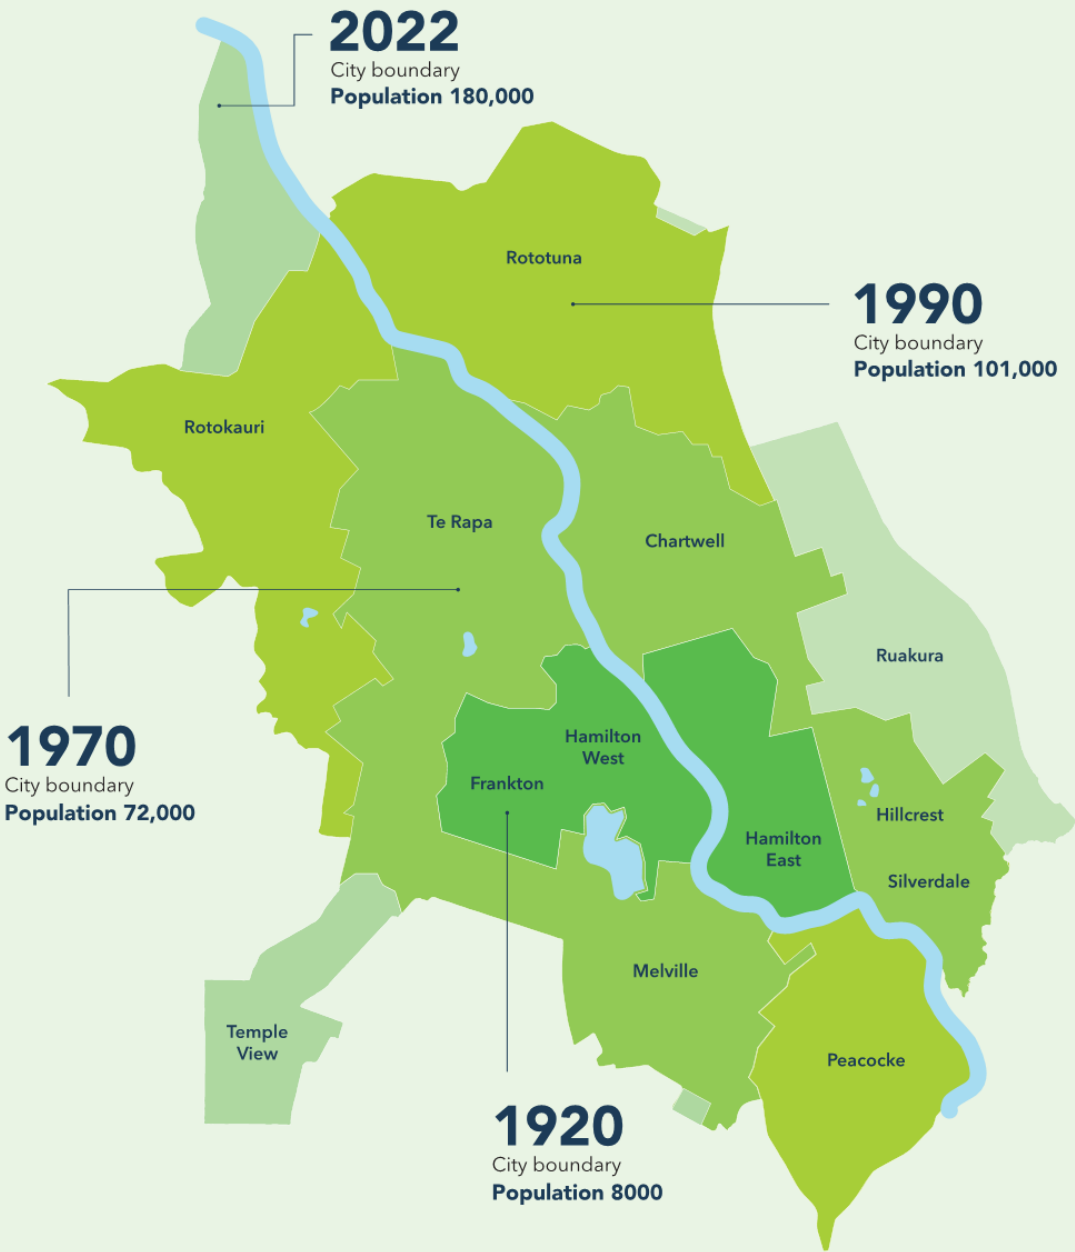 2022
City boundary
Population 180,000
Rototuna
1990
City boundary
Population 101,000
Rotokauri
Te Rapa
Chartwell
Ruakura
1970
City boundary
Population 72,000
Hamilton
West
Frankton
Hillcrest
Hamilton
East
Silverdale
Melville
Temple
View
Peacocke
1920
City boundary
Population 8000